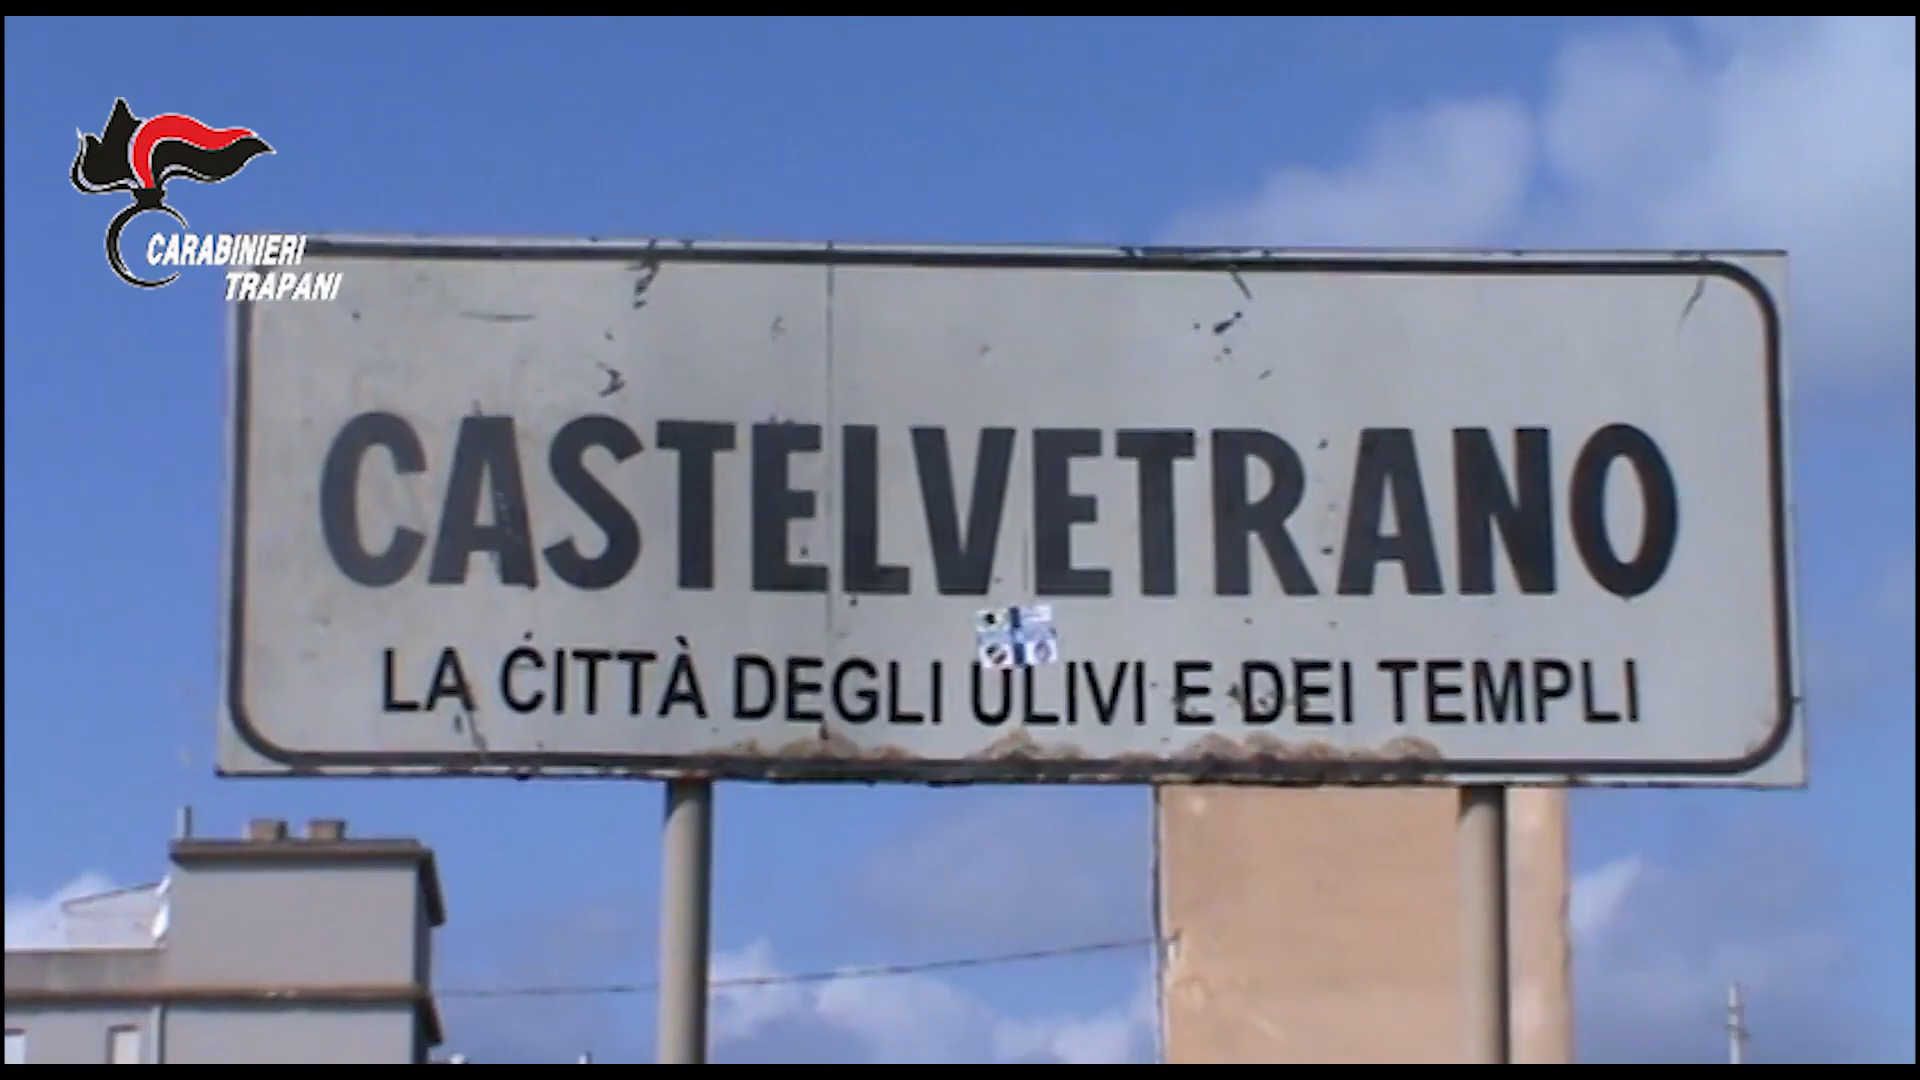 CARABINIERI
TRAPANI
CASTELVETRANO
LA CITTÀ DEGLI ULIVI E DEI TEMPLI